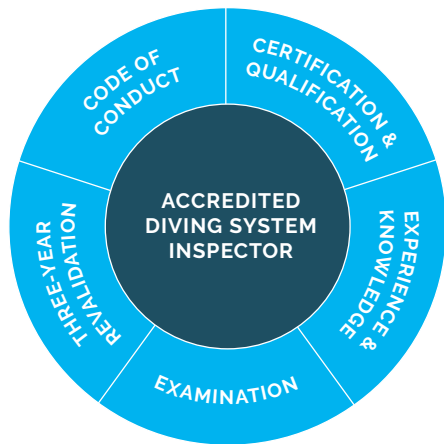 CODE OF
CONDUCT
CERTIFICATION &
QUALIFICATION
EXPERIENCE &
KNOWLEDGE
EXAMINATION
THREE-YEAR
REVALIDATION
ACCREDITED
DIVING SYSTEM
INSPECTOR